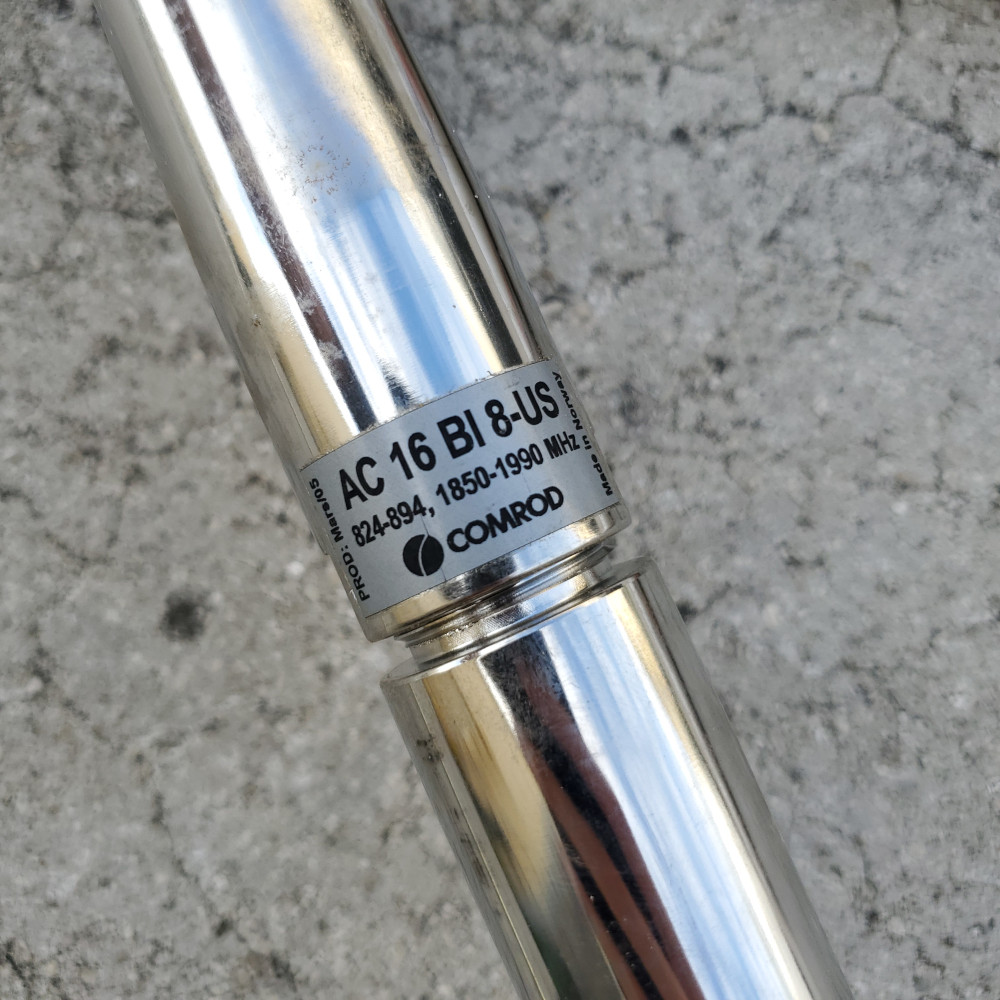 AC 16 BI 8-US
824-894, 1850-1990 MHz
COMROD
PROD: Mars/05
Made in Norway